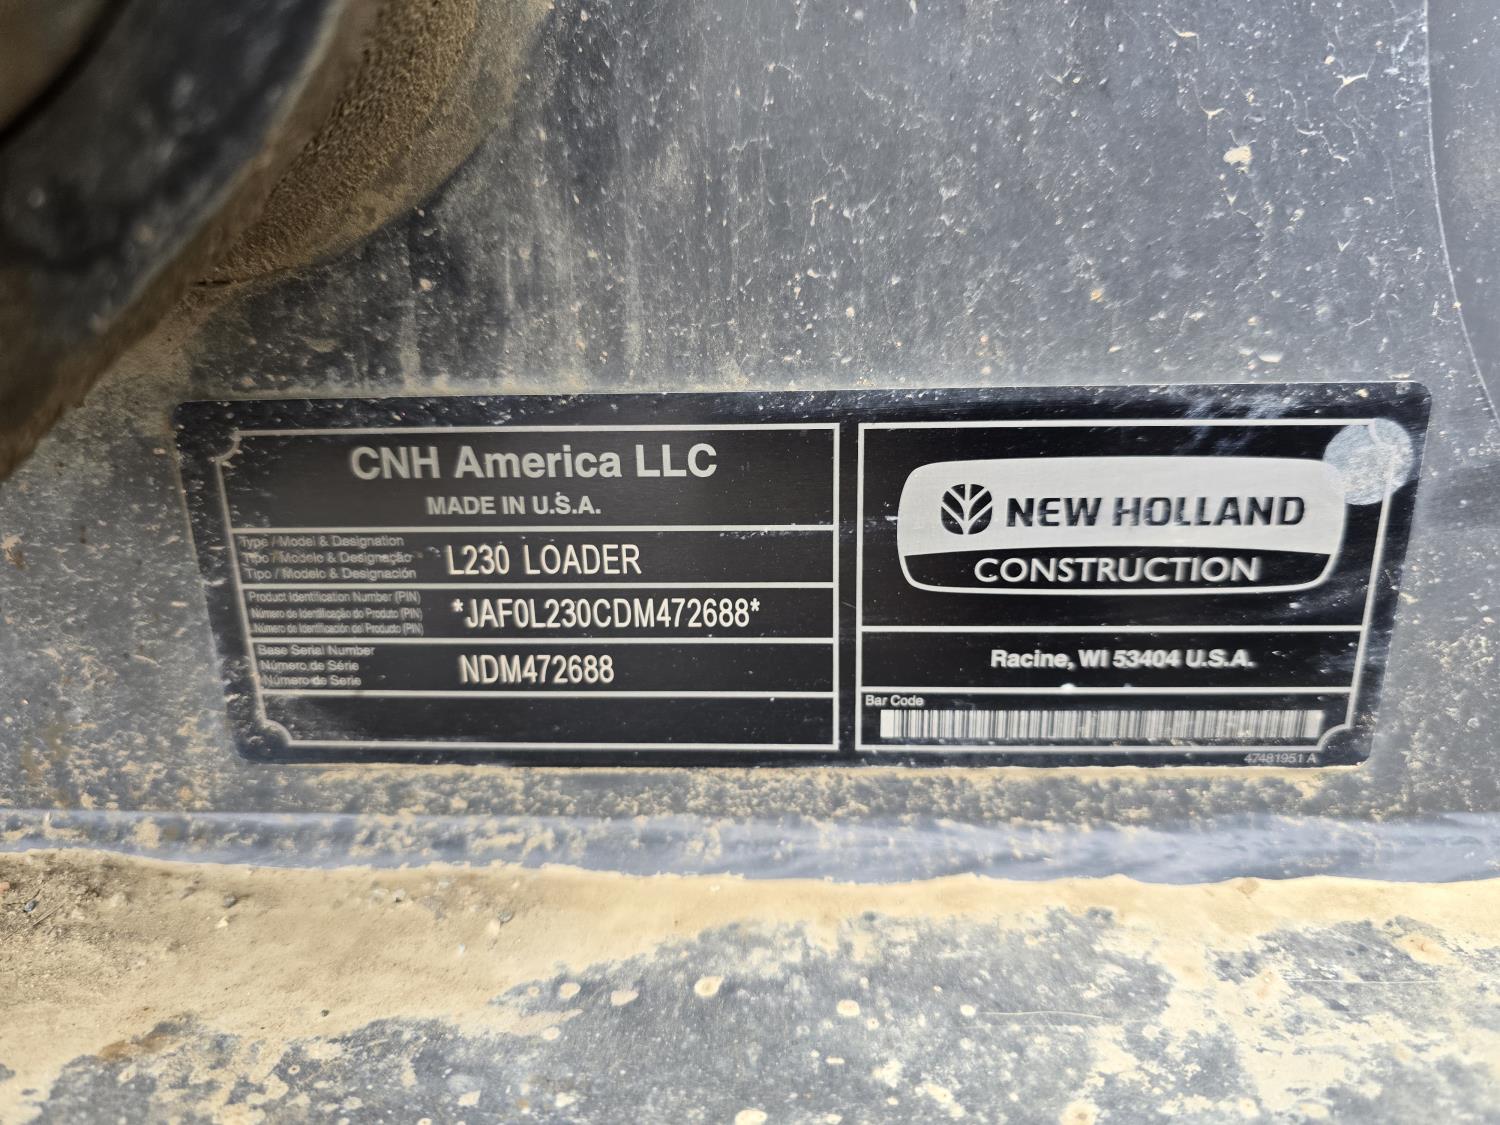 CNH America LLC
MADE IN U.S.A.
Type / Model & Designation
Tipo / Modelo & Designação
Tipo / Modelo & Designación
L230 LOADER
Product Identification Number (PIN)
Número de Identificação do Produto (PIN)
Número de Identificación del Producto (PIN)
*JAF0L230CDM472688*
Base Serial Number
Número de Série
Número de Serie
NDM472688
NEW HOLLAND
CONSTRUCTION
Racine, WI 53404 U.S.A.
Bar Code
47481951 A